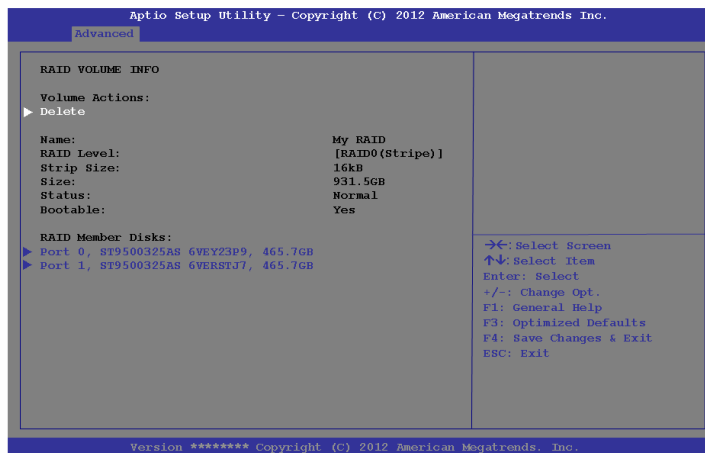 Aptio Setup Utility – Copyright (C) 2012 American Megatrends Inc.
Advanced
RAID VOLUME INFO
Volume Actions:
▶ Delete
Name: My RAID
RAID Level: [RAID0(Stripe)]
Strip Size: 16kB
Size: 931.5GB
Status: Normal
Bootable: Yes
RAID Member Disks:
▶ Port 0, ST9500325AS 6VEY23P9, 465.7GB
▶ Port 1, ST9500325AS 6VERSTJ7, 465.7GB
→←: Select Screen
↑↓: Select Item
Enter: Select
+/-: Change Opt.
F1: General Help
F3: Optimized Defaults
F4: Save Changes & Exit
ESC: Exit
Version ******** Copyright (C) 2012 American Megatrends. Inc.